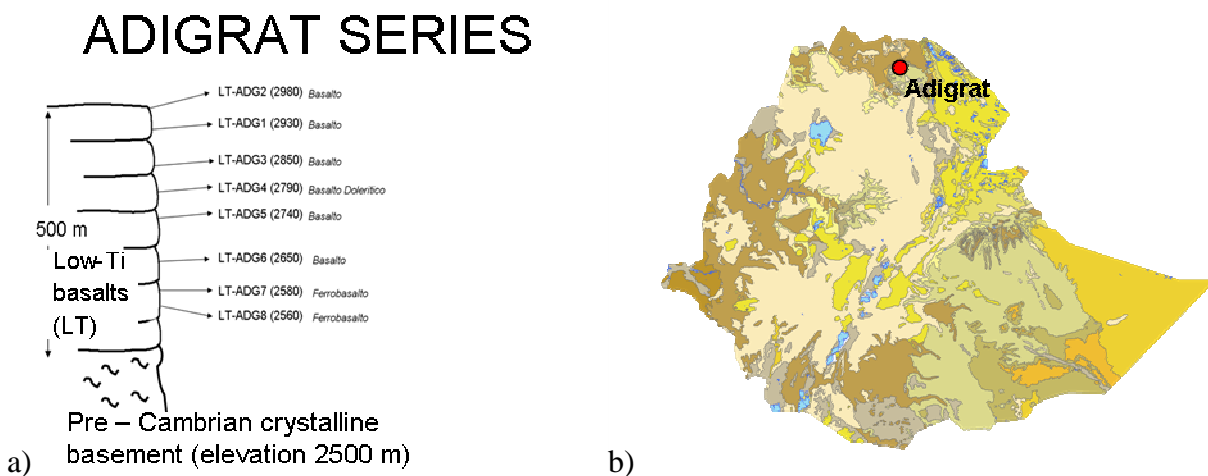 ADIGRAT SERIES
LT-ADG2 (2980) Basalto
LT-ADG1 (2930) Basalto
LT-ADG3 (2850) Basalto
LT-ADG4 (2790) Basalto Doleritico
LT-ADG5 (2740) Basalto
500 m
LT-ADG6 (2650) Basalto
Low-Ti
basalts
(LT)
LT-ADG7 (2580) Ferrobasalto
LT-ADG8 (2560) Ferrobasalto
Pre – Cambrian crystalline
basement (elevation 2500 m)
a)
Adigrat
b)